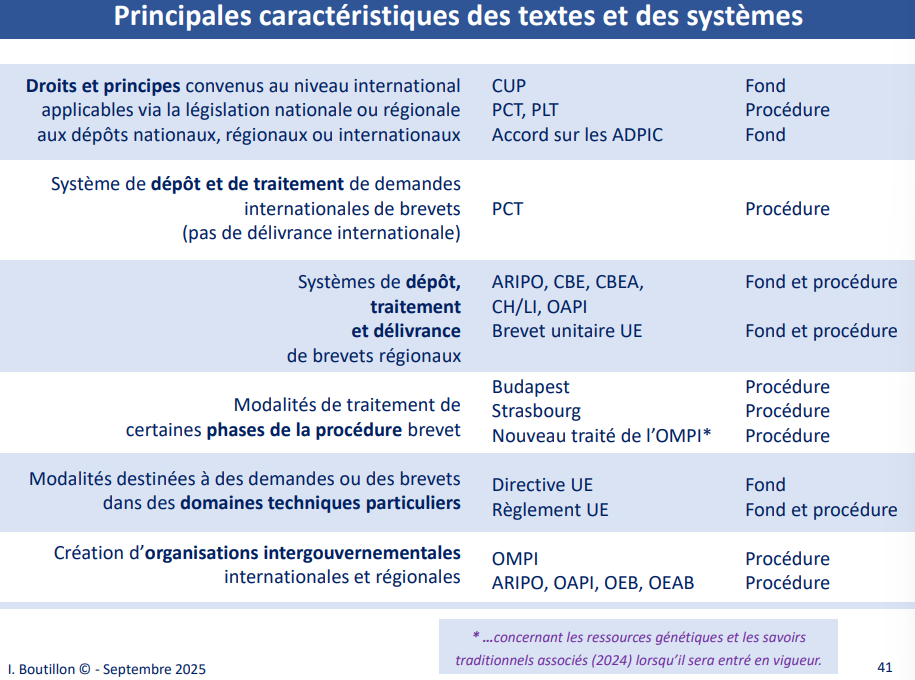 Principales caractéristiques des textes et des systèmes
Droits et principes convenus au niveau international CUP Fond
applicables via la législation nationale ou régionale PCT, PLT Procédure
aux dépôts nationaux, régionaux ou internationaux Accord sur les ADPIC Fond
Système de dépôt et de traitement de demandes
internationales de brevets PCT Procédure
(pas de délivrance internationale)
Systèmes de dépôt, ARIPO, CBE, CBEA, Fond et procédure
traitement CH/LI, OAPI
et délivrance Brevet unitaire UE Fond et procédure
de brevets régionaux
Budapest Procédure
Modalités de traitement de Strasbourg Procédure
certaines phases de la procédure brevet Nouveau traité de l’OMPI* Procédure
Modalités destinées à des demandes ou des brevets Directive UE Fond
dans des domaines techniques particuliers Règlement UE Fond et procédure
Création d’organisations intergouvernementales OMPI Procédure
internationales et régionales ARIPO, OAPI, OEB, OEAB Procédure
* …concernant les ressources génétiques et les savoirs
traditionnels associés (2024) lorsqu’il sera entré en vigueur.
I. Boutillon © - Septembre 2025
41